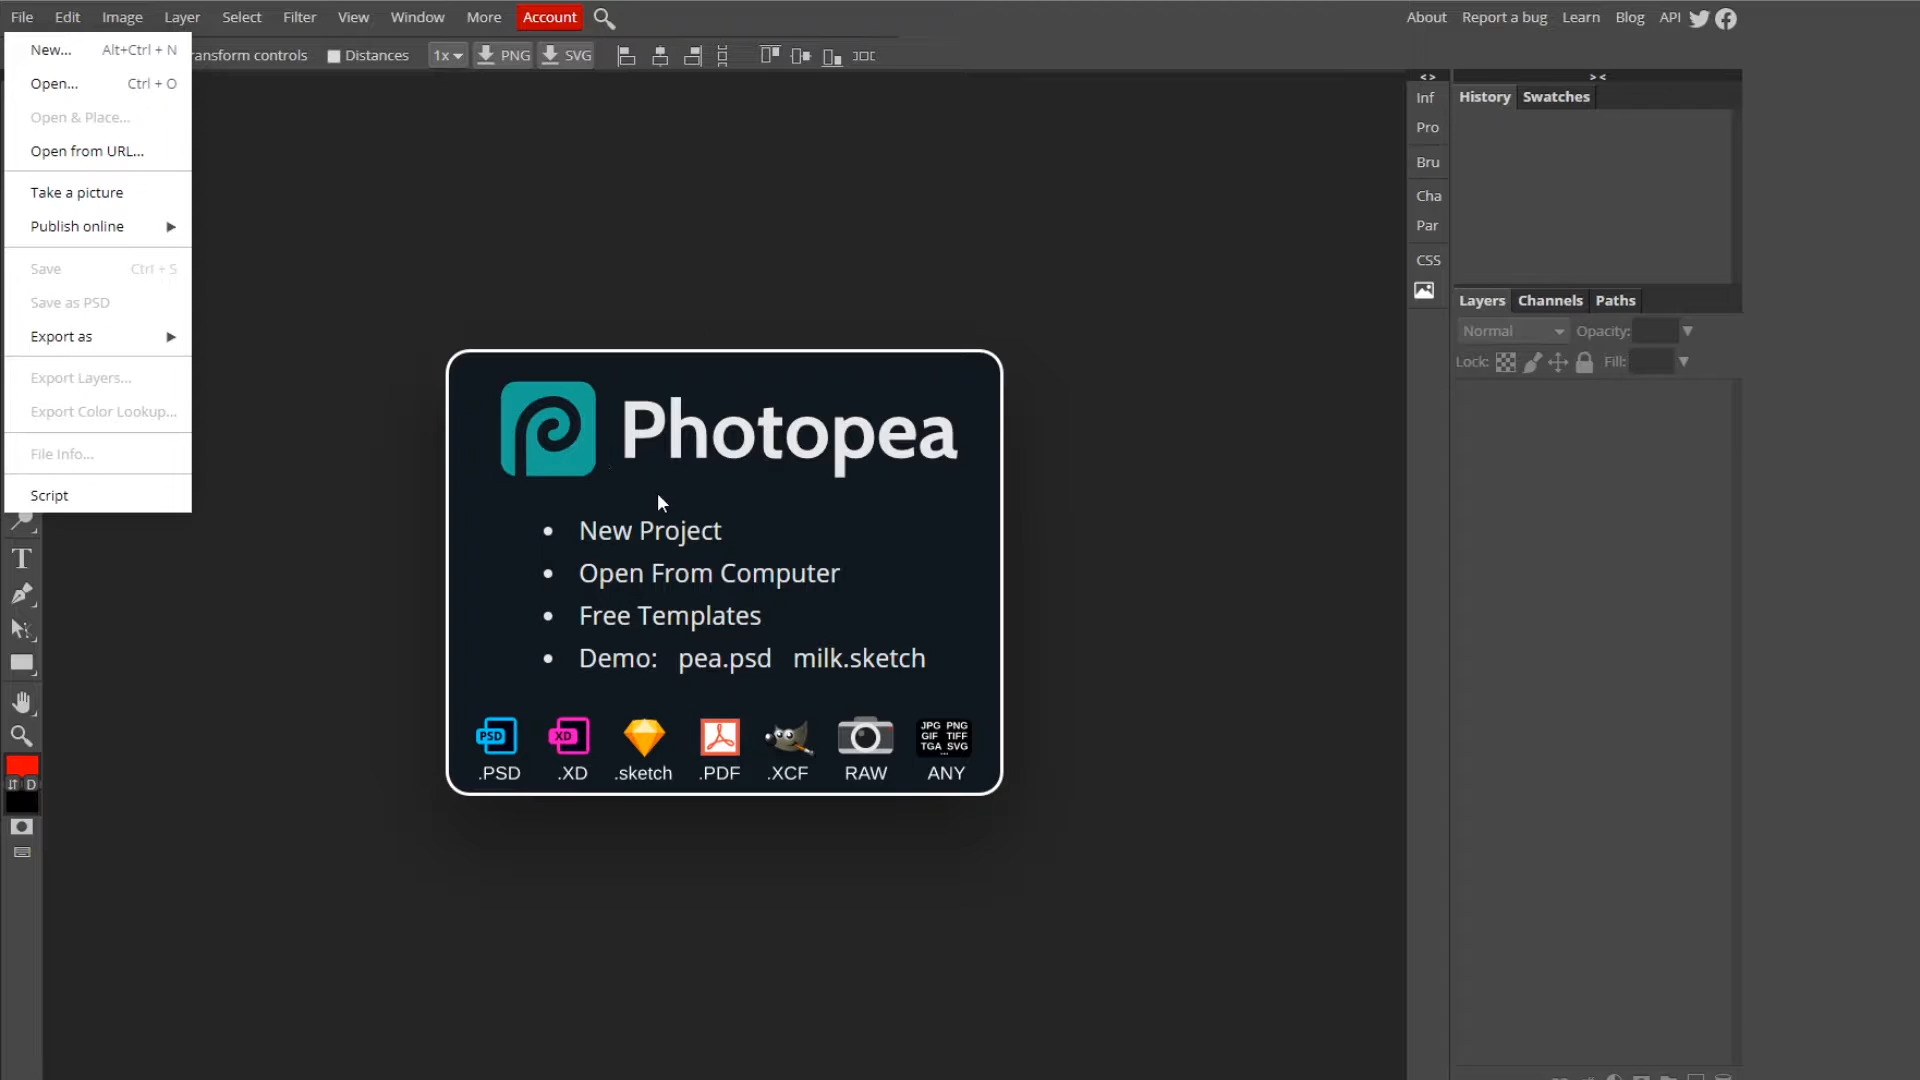 File Edit Image Layer Select Filter View Window More Account
About Report a bug Learn Blog API
New... Alt+Ctrl + N
ransform controls Distances 1x PNG SVG
Open... Ctrl + O
Open & Place...
Open from URL...
Take a picture
Publish online
Save Ctrl + S
Save as PSD
Export as
Export Layers...
Export Color Lookup...
File Info...
Script
T
D
Photopea
New Project
Open From Computer
Free Templates
Demo: pea.psd milk.sketch
PSD XD JPG PNG
GIF TIFF
TGA SVG
...
.PSD .XD .sketch .PDF .XCF RAW ANY
< > > <
Inf
Pro
Bru
Cha
Par
CSS
History Swatches
Layers Channels Paths
Normal Opacity:
Lock: Fill: